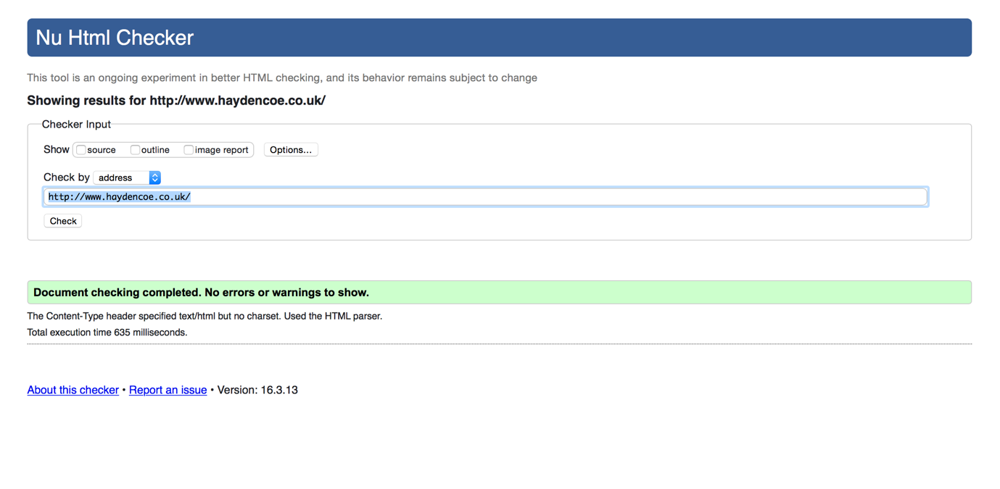 Nu Html Checker
This tool is an ongoing experiment in better HTML checking, and its behavior remains subject to change
Showing results for http://www.haydencoe.co.uk/
Checker Input
Show source outline image report Options...
Check by address
http://www.haydencoe.co.uk/
Check
Document checking completed. No errors or warnings to show.
The Content-Type header specified text/html but no charset. Used the HTML parser.
Total execution time 635 milliseconds.
About this checker • Report an issue • Version: 16.3.13